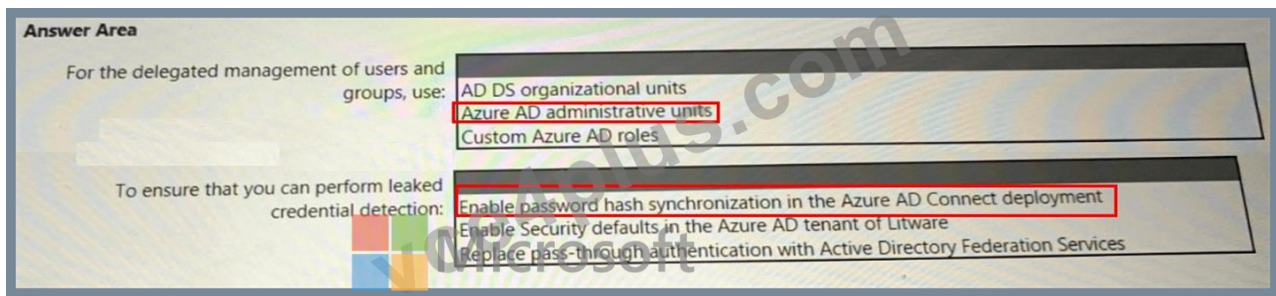 Answer Area
For the delegated management of users and
groups, use:
AD DS organizational units
Azure AD administrative units
Custom Azure AD roles
To ensure that you can perform leaked
credential detection:
Enable password hash synchronization in the Azure AD Connect deployment
Enable Security defaults in the Azure AD tenant of Litware
Replace pass-through authentication with Active Directory Federation Services
Microsoft